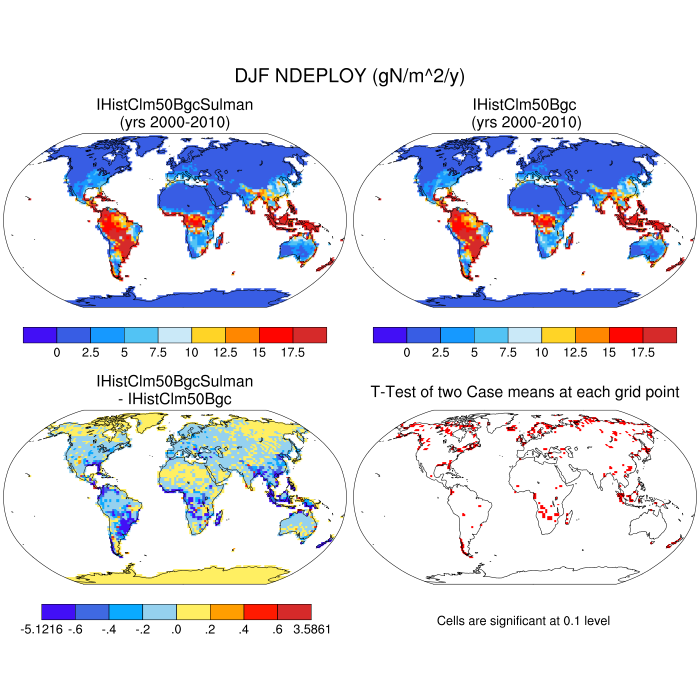 DJF NDEPLOY (gN/m^2/y)
IHistClm50BgcSulman
(yrs 2000-2010)
IHistClm50Bgc
(yrs 2000-2010)
0 2.5 5 7.5 10 12.5 15 17.5
0 2.5 5 7.5 10 12.5 15 17.5
IHistClm50BgcSulman
- IHistClm50Bgc
T-Test of two Case means at each grid point
-5.1216 -.6 -.4 -.2 .0 .2 .4 .6 3.5861
Cells are significant at 0.1 level